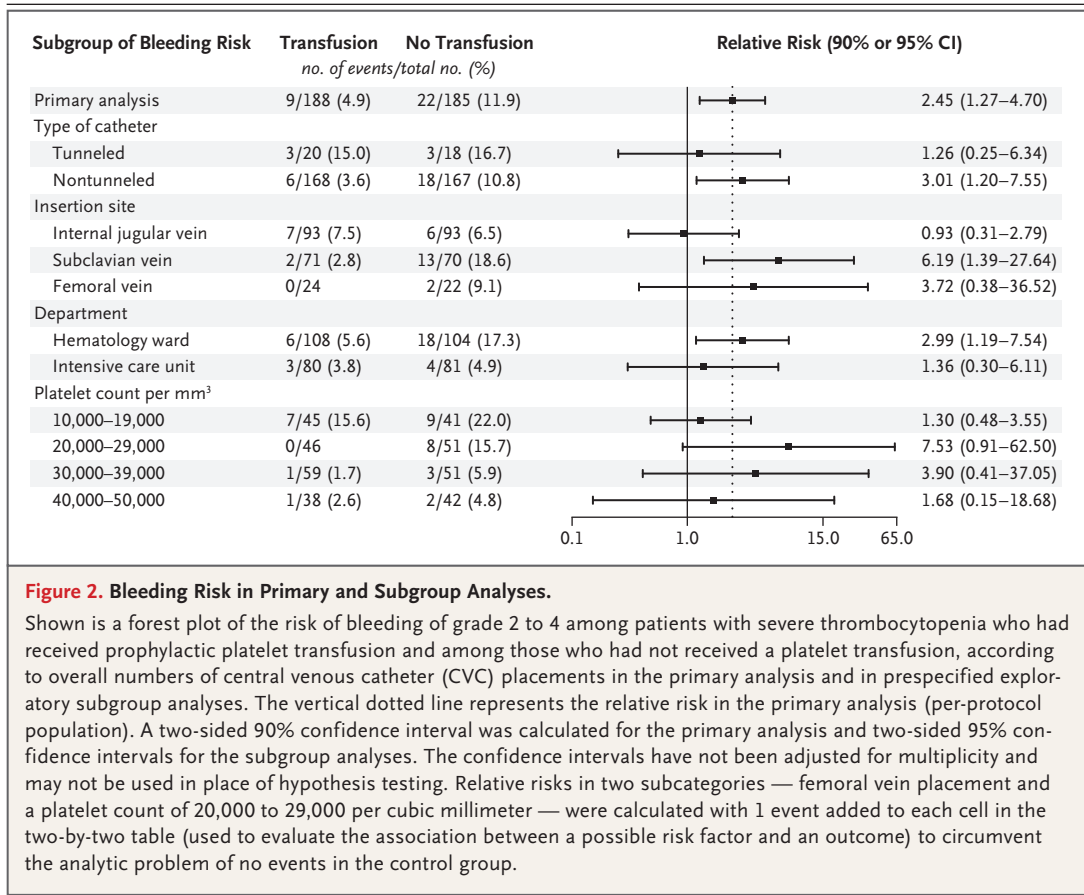 Subgroup of Bleeding Risk Transfusion No Transfusion Relative Risk (90% or 95% CI)
no. of events/total no. (%)
Primary analysis 9/188 (4.9) 22/185 (11.9) 2.45 (1.27–4.70)
Type of catheter
Tunneled 3/20 (15.0) 3/18 (16.7) 1.26 (0.25–6.34)
Nontunneled 6/168 (3.6) 18/167 (10.8) 3.01 (1.20–7.55)
Insertion site
Internal jugular vein 7/93 (7.5) 6/93 (6.5) 0.93 (0.31–2.79)
Subclavian vein 2/71 (2.8) 13/70 (18.6) 6.19 (1.39–27.64)
Femoral vein 0/24 2/22 (9.1) 3.72 (0.38–36.52)
Department
Hematology ward 6/108 (5.6) 18/104 (17.3) 2.99 (1.19–7.54)
Intensive care unit 3/80 (3.8) 4/81 (4.9) 1.36 (0.30–6.11)
Platelet count per mm³
10,000–19,000 7/45 (15.6) 9/41 (22.0) 1.30 (0.48–3.55)
20,000–29,000 0/46 8/51 (15.7) 7.53 (0.91–62.50)
30,000–39,000 1/59 (1.7) 3/51 (5.9) 3.90 (0.41–37.05)
40,000–50,000 1/38 (2.6) 2/42 (4.8) 1.68 (0.15–18.68)
0.1 1.0 15.0 65.0
Figure 2. Bleeding Risk in Primary and Subgroup Analyses.
Shown is a forest plot of the risk of bleeding of grade 2 to 4 among patients with severe thrombocytopenia who had
received prophylactic platelet transfusion and among those who had not received a platelet transfusion, according
to overall numbers of central venous catheter (CVC) placements in the primary analysis and in prespecified explor-
atory subgroup analyses. The vertical dotted line represents the relative risk in the primary analysis (per-protocol
population). A two-sided 90% confidence interval was calculated for the primary analysis and two-sided 95% con-
fidence intervals for the subgroup analyses. The confidence intervals have not been adjusted for multiplicity and
may not be used in place of hypothesis testing. Relative risks in two subcategories — femoral vein placement and
a platelet count of 20,000 to 29,000 per cubic millimeter — were calculated with 1 event added to each cell in the
two-by-two table (used to evaluate the association between a possible risk factor and an outcome) to circumvent
the analytic problem of no events in the control group.